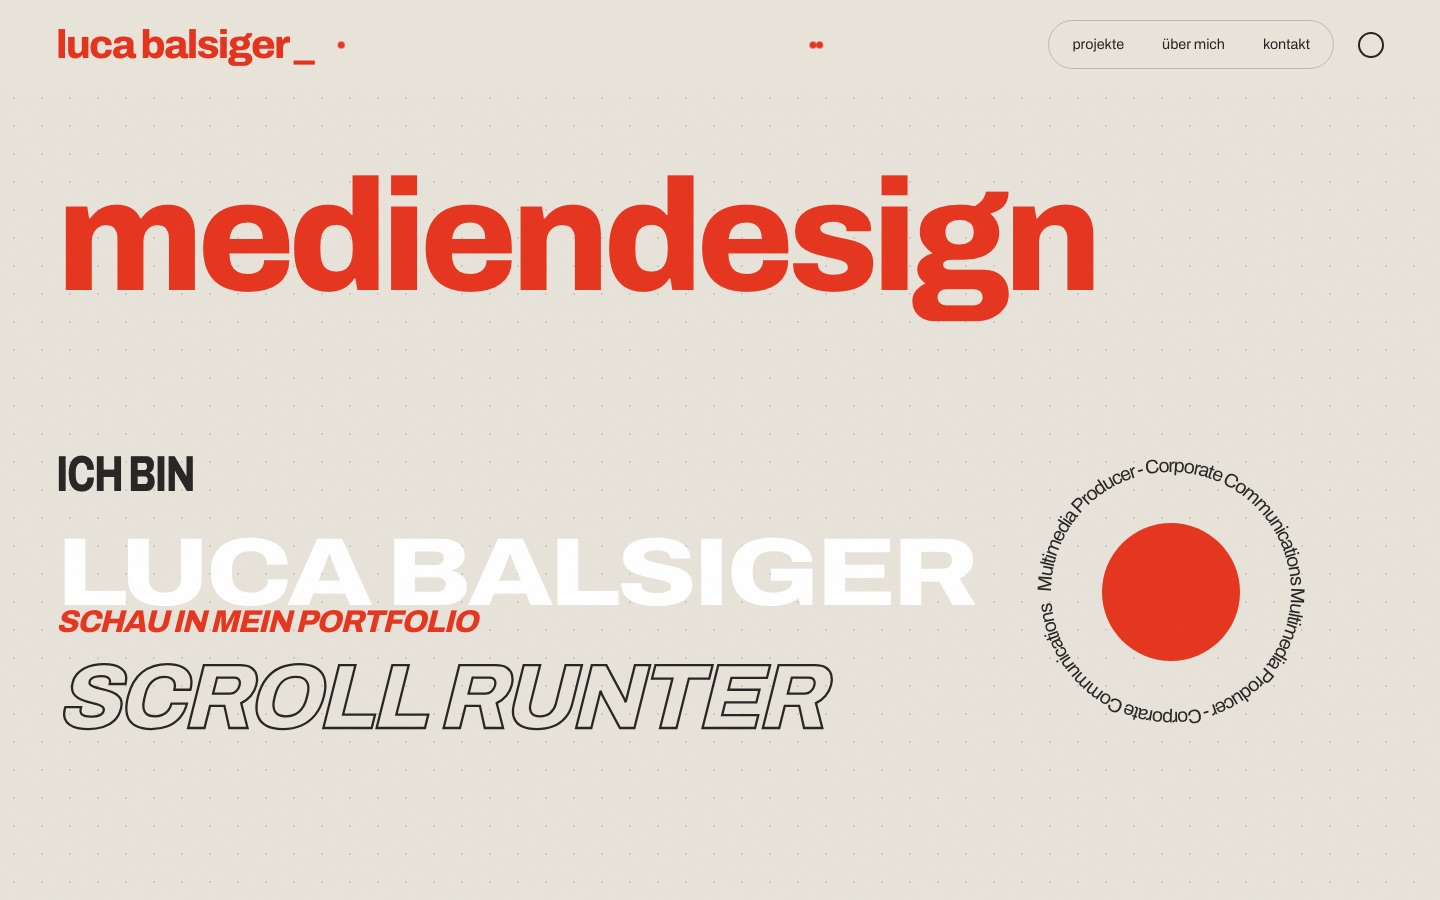 luca balsiger_
projekte
über mich
kontakt
mediendesign
ICH BIN
LUCA BALSIGER
SCHAU IN MEIN PORTFOLIO
SCROLL RUNTER
Multimedia Producer - Corporate Communications Multimedia Producer - Corporate Communications